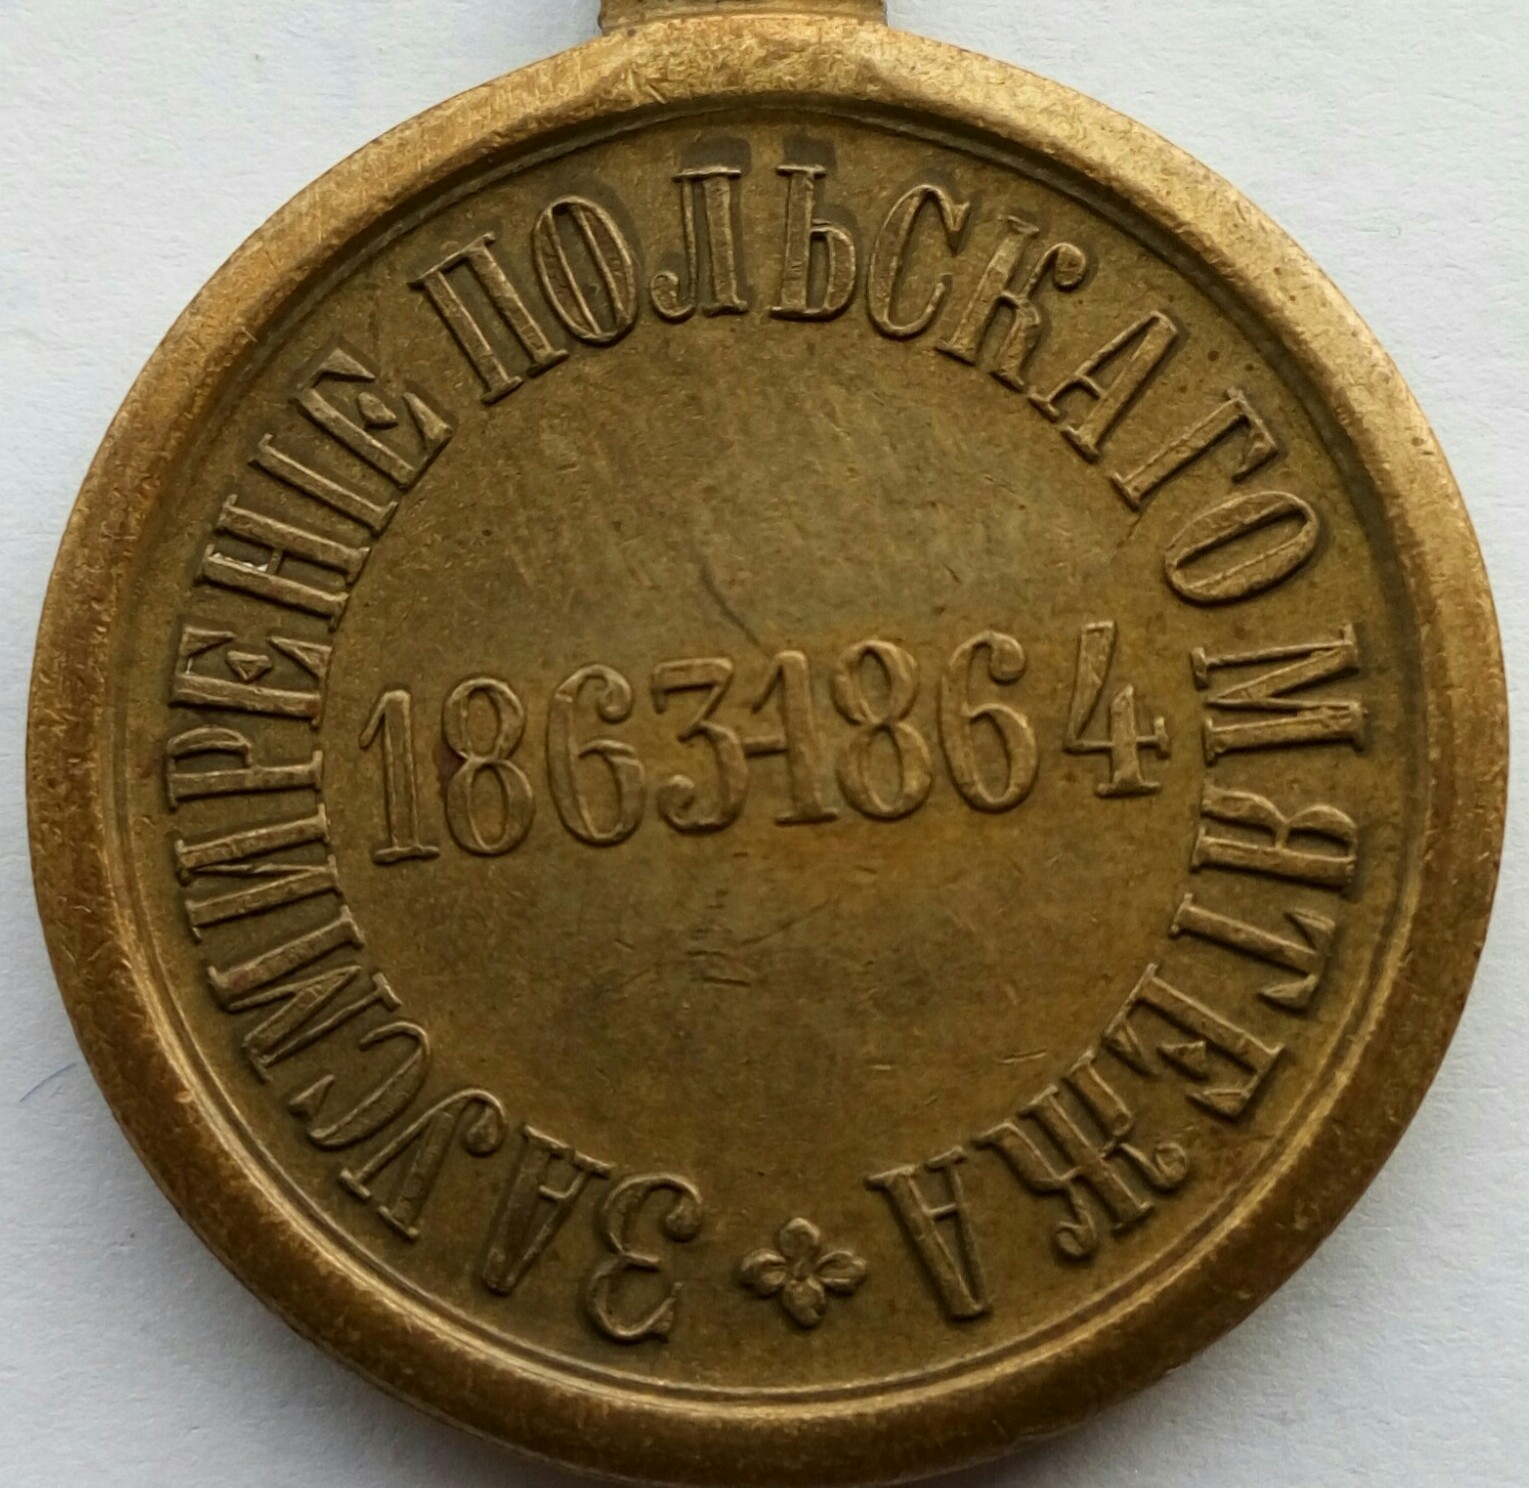 ЗА УСМИРЕНІЕ ПОЛЬСКАГО МЯТЕЖА
1863-1864